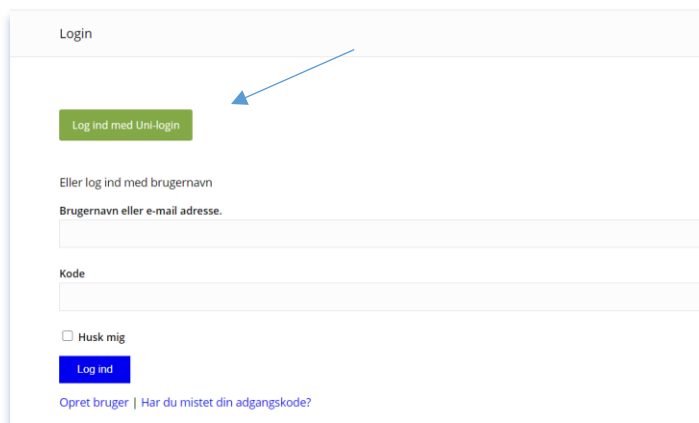 Login
Log ind med Uni-login
Eller log ind med brugernavn
Brugernavn eller e-mail adresse.
Kode
Husk mig
Log ind
Opret bruger | Har du mistet din adgangskode?